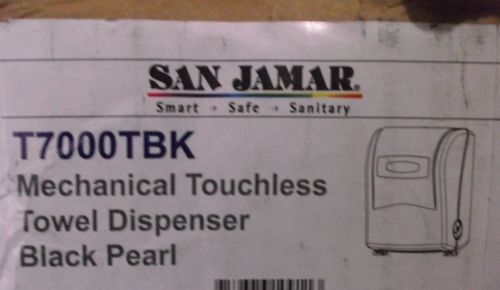 SAN JAMAR®
Smart • Safe • Sanitary
T7000TBK
Mechanical Touchless
Towel Dispenser
Black Pearl